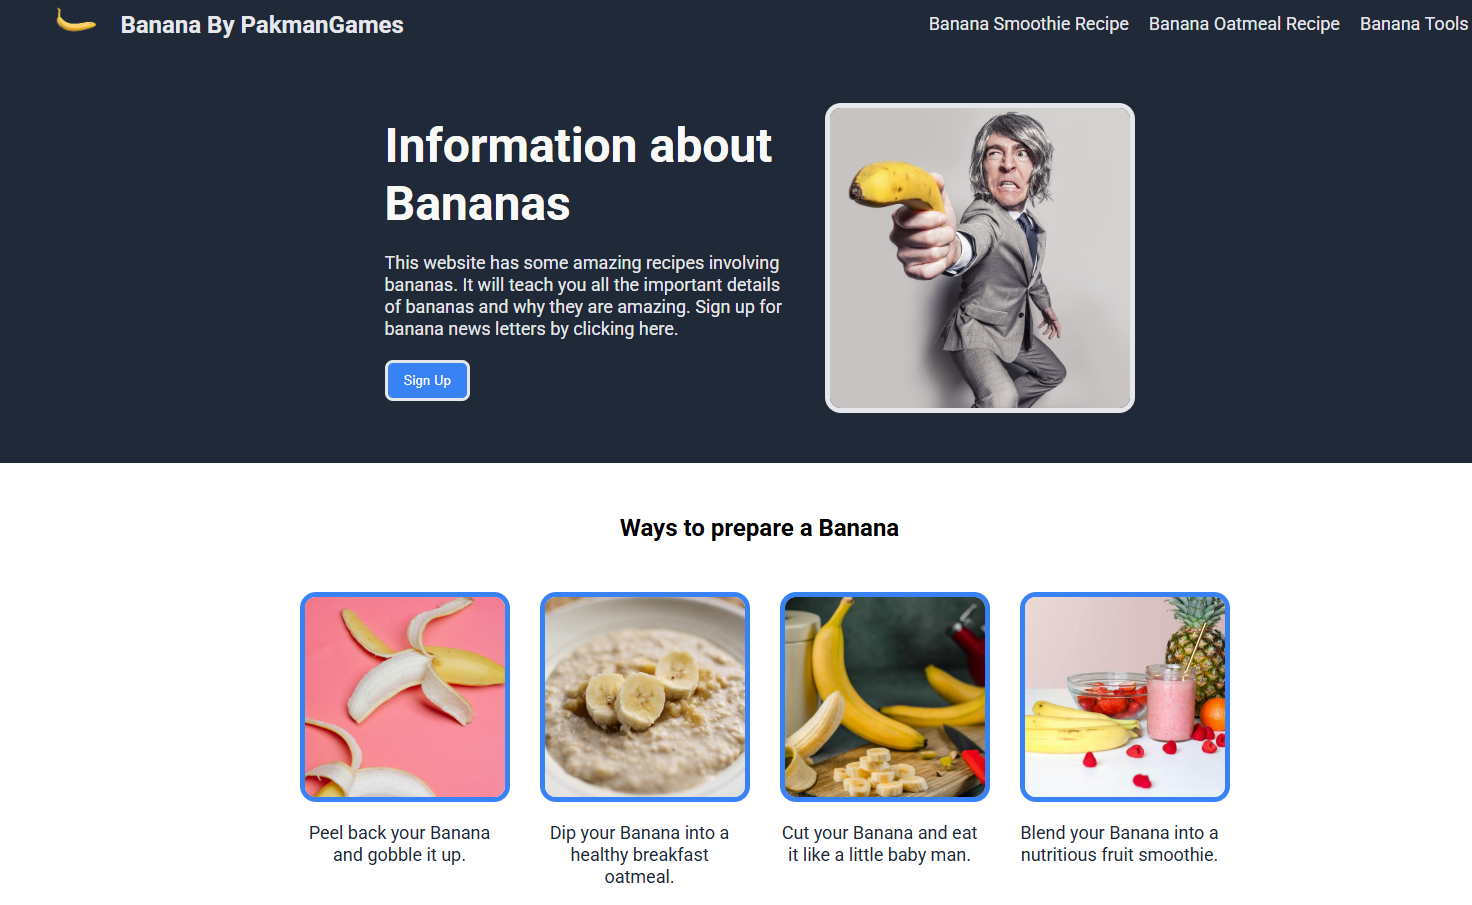 Banana By PakmanGames
Banana Smoothie Recipe Banana Oatmeal Recipe Banana Tools
Information about
Bananas
This website has some amazing recipes involving
bananas. It will teach you all the important details
of bananas and why they are amazing. Sign up for
banana news letters by clicking here.
Sign Up
Ways to prepare a Banana
Peel back your Banana
and gobble it up.
Dip your Banana into a
healthy breakfast
oatmeal.
Cut your Banana and eat
it like a little baby man.
Blend your Banana into a
nutritious fruit smoothie.